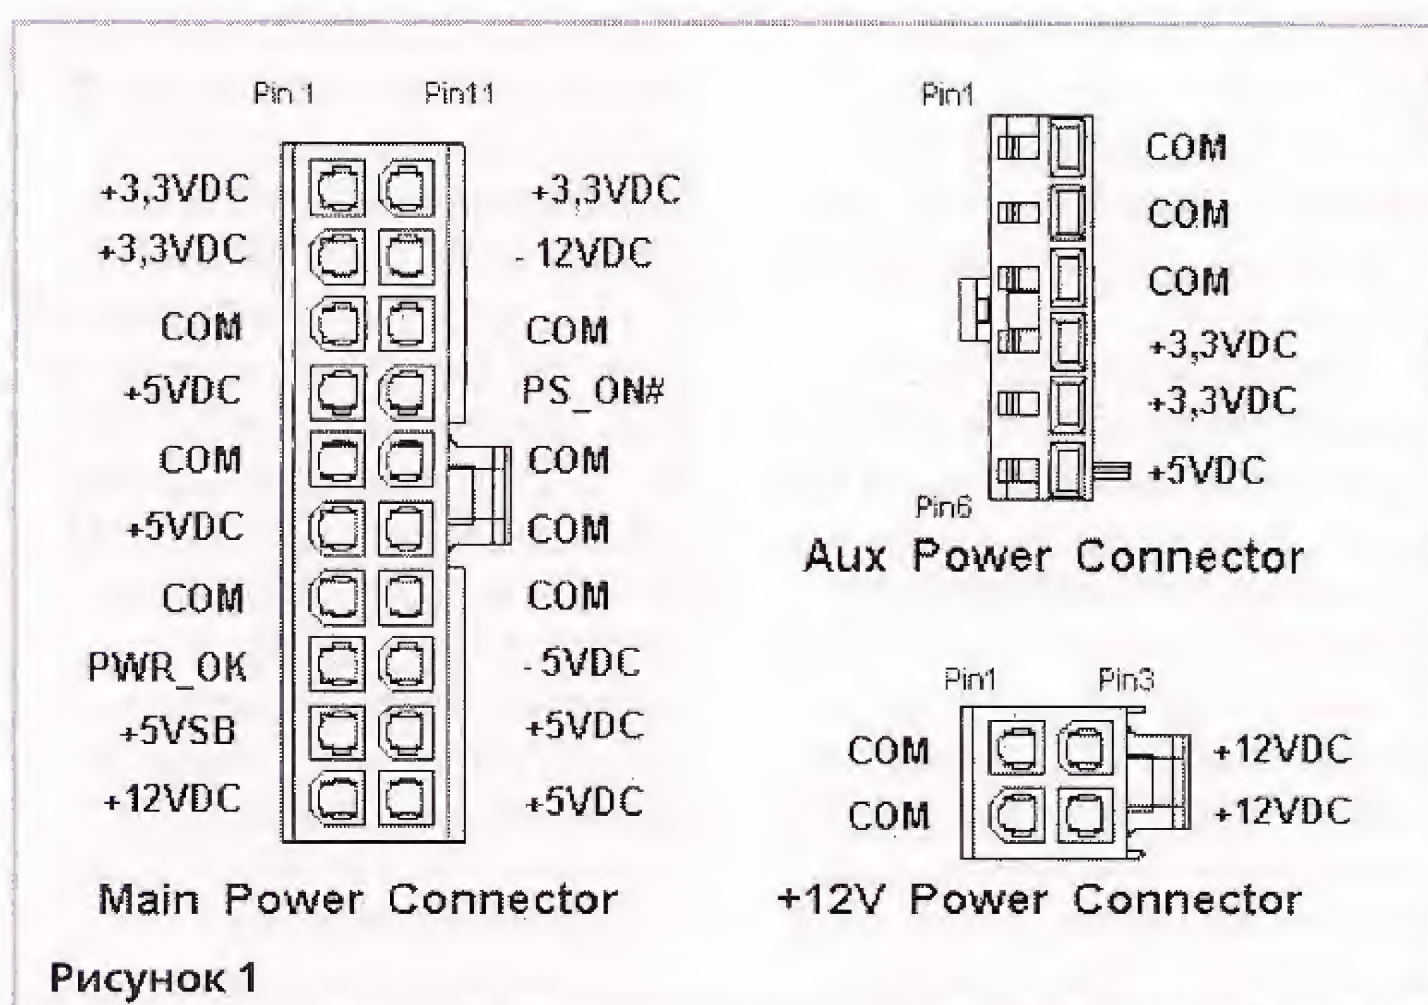 Pin 1 Pin11
+3,3VDC +3,3VDC
+3,3VDC - 12VDC
COM COM
+5VDC PS_ON#
COM COM
+5VDC COM
COM COM
PWR_OK - 5VDC
+5VSB +5VDC
+12VDC +5VDC
Main Power Connector
Pin1
COM
COM
COM
+3,3VDC
+3,3VDC
+5VDC
Pin6
Aux Power Connector
Pin1 Pin3
COM +12VDC
COM +12VDC
+12V Power Connector
Рисунок 1